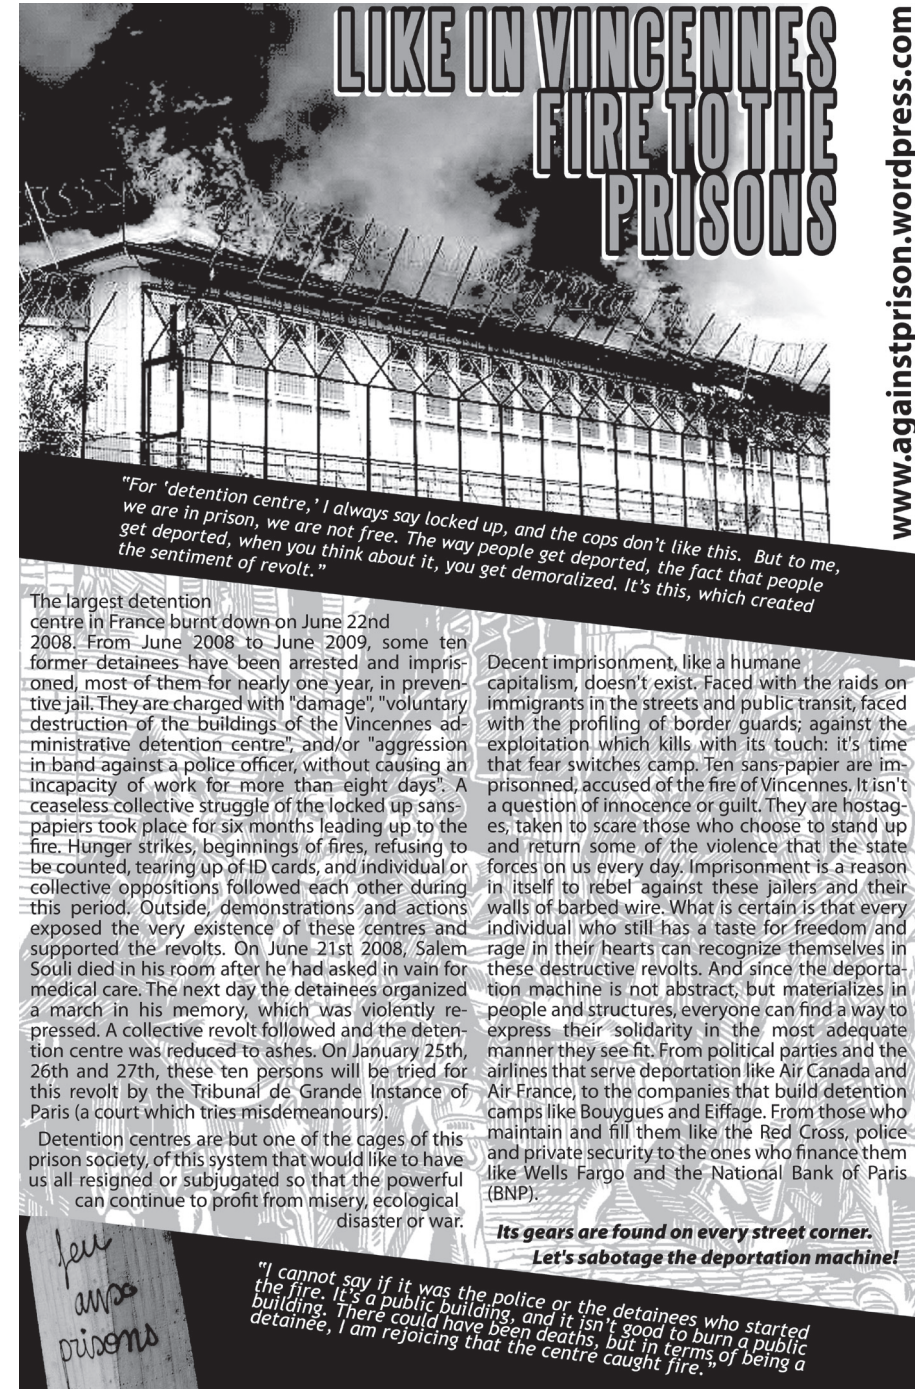 LIKE IN VINCENNES
FIRE TO THE
PRISONS
www.againstprison.wordpress.com
"For 'detention centre,' I always say locked up, and the cops don't like this. But to me,
we are in prison, we are not free. The way people get deported, the fact that people
get deported, when you think about it, you get demoralized. It's this, which created
the sentiment of revolt."
The largest detention
centre in France burnt down on June 22nd
2008. From June 2008 to June 2009, some ten
former detainees have been arrested and impris-
oned, most of them for nearly one year, in preven-
tive jail. They are charged with "damage", "voluntary
destruction of the buildings of the Vincennes ad-
ministrative detention centre", and/or "aggression
in band against a police officer, without causing an
incapacity of work for more than eight days". A
ceaseless collective struggle of the locked up sans-
papiers took place for six months leading up to the
fire. Hunger strikes, beginnings of fires, refusing to
be counted, tearing up of ID cards, and individual or
collective oppositions followed each other during
this period. Outside, demonstrations and actions
exposed the very existence of these centres and
supported the revolts. On June 21st 2008, Salem
Souli died in his room after he had asked in vain for
medical care. The next day the detainees organized
a march in his memory, which was violently re-
pressed. A collective revolt followed and the deten-
tion centre was reduced to ashes. On January 25th,
26th and 27th, these ten persons will be tried for
this revolt by the Tribunal de Grande Instance of
Paris (a court which tries misdemeanours).
Detention centres are but one of the cages of this
prison society, of this system that would like to have
us all resigned or subjugated so that the powerful
can continue to profit from misery, ecological
disaster or war.
Decent imprisonment, like a humane
capitalism, doesn't exist. Faced with the raids on
immigrants in the streets and public transit, faced
with the profiling of border guards; against the
exploitation which kills with its touch: it's time
that fear switches camp. Ten sans-papier are im-
prisonned, accused of the fire of Vincennes. It isn't
a question of innocence or guilt. They are hostag-
es, taken to scare those who choose to stand up
and return some of the violence that the state
forces on us every day. Imprisonment is a reason
in itself to rebel against these jailers and their
walls of barbed wire. What is certain is that every
individual who still has a taste for freedom and
rage in their hearts can recognize themselves in
these destructive revolts. And since the deporta-
tion machine is not abstract, but materializes in
people and structures, everyone can find a way to
express their solidarity in the most adequate
manner they see fit. From political parties and the
airlines that serve deportation like Air Canada and
Air France, to the companies that build detention
camps like Bouygues and Eiffage. From those who
maintain and fill them like the Red Cross, police
and private security to the ones who finance them
like Wells Fargo and the National Bank of Paris
(BNP).
Its gears are found on every street corner.
Let's sabotage the deportation machine!
feu
aux
prisons
"I cannot say if it was the police or the detainees who started
the fire. It's a public building, and it isn't good to burn a public
building. There could have been deaths, but in terms of being a
detainee, I am rejoicing that the centre caught fire."